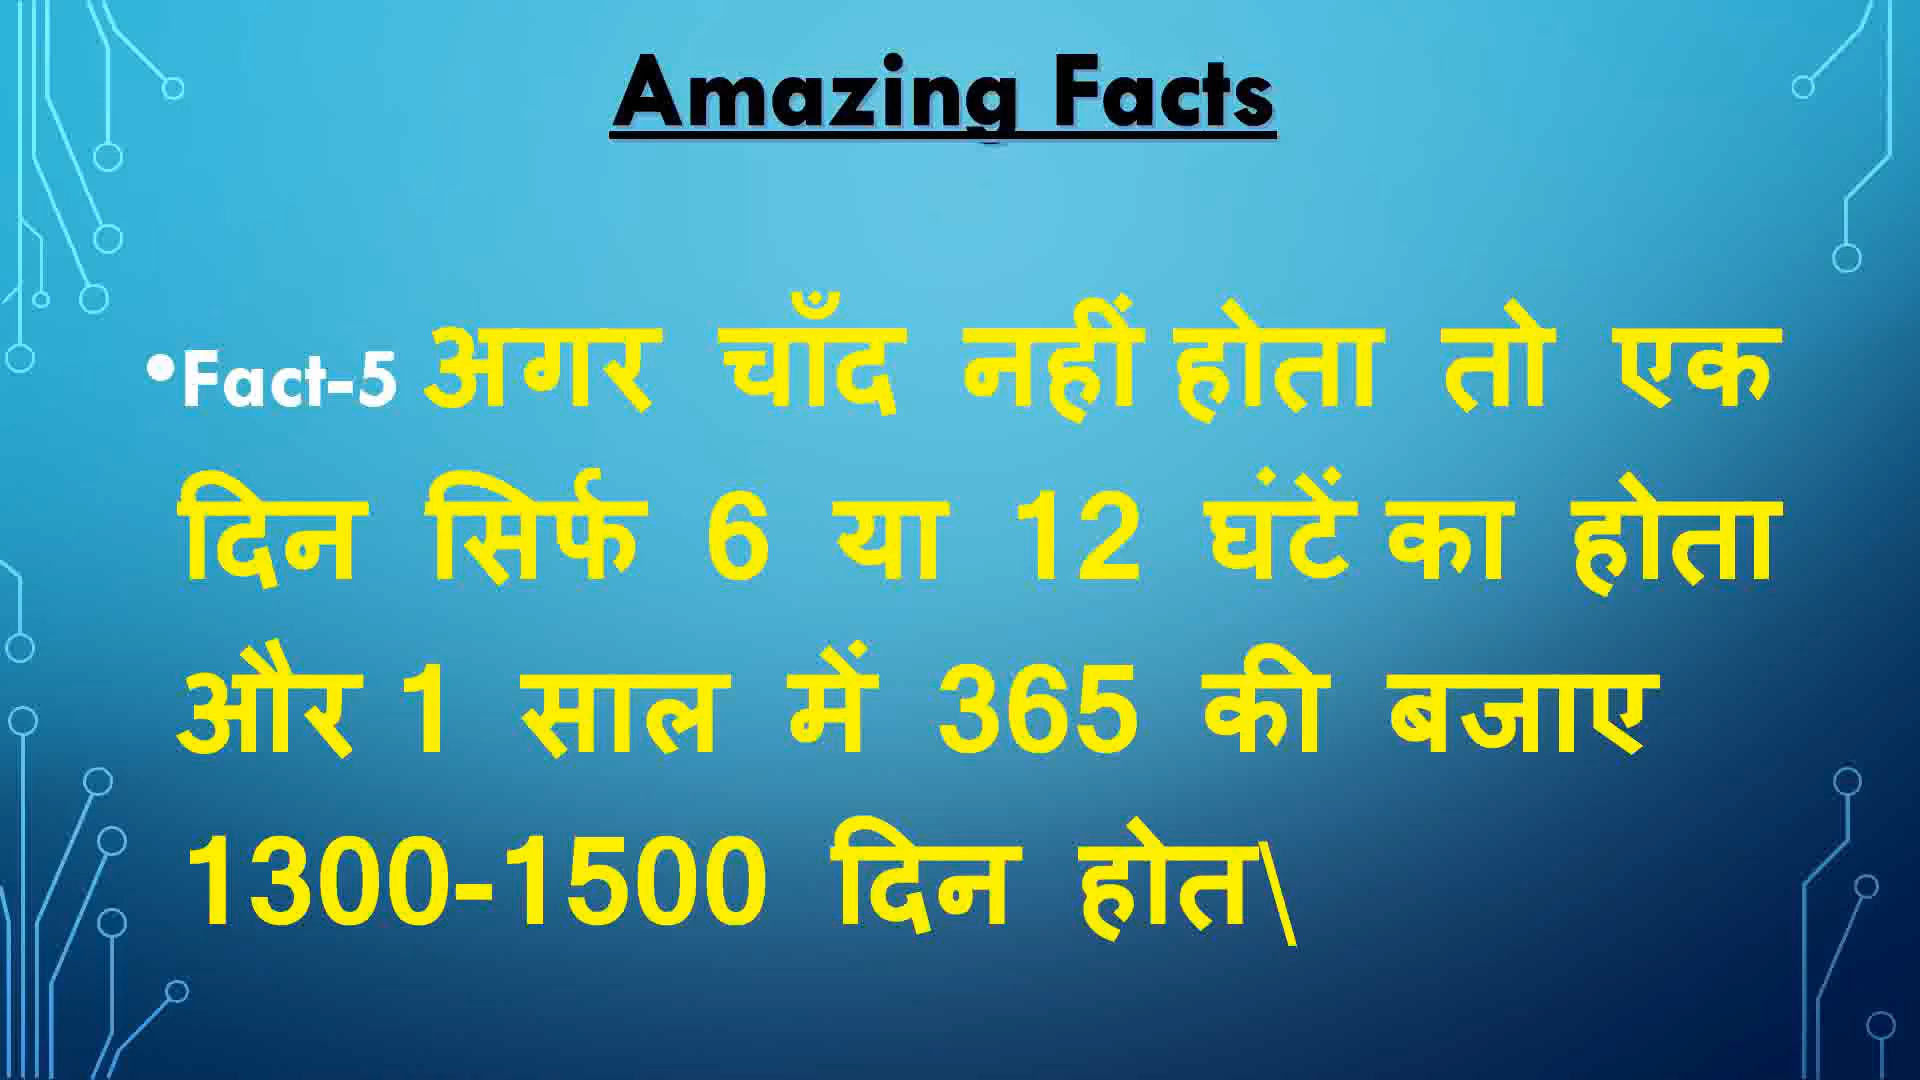 Amazing Facts
•Fact-5 अगर चाँद नहीं होता तो एक
दिन सिर्फ 6 या 12 घंटें का होता
और 1 साल में 365 की बजाए
1300-1500 दिन होत\